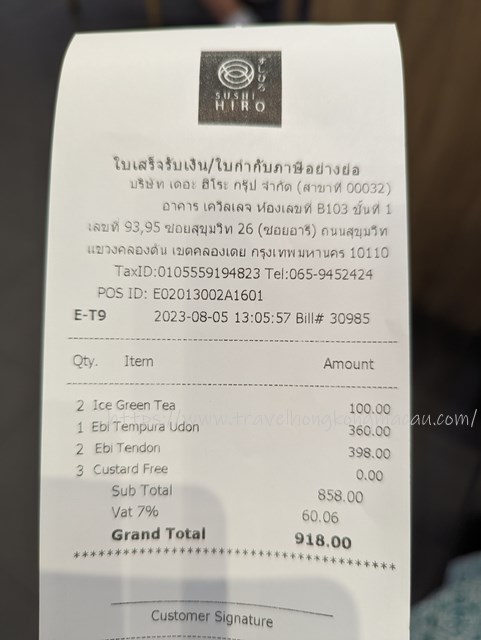 すしひろ
SUSHI
HIRO
ใบเสร็จรับเงิน/ใบกำกับภาษีอย่างย่อ
บริษัท เดอะ ฮิโระ กรุ๊ป จำกัด (สาขาที่ 00032)
อาคาร เควิลเลจ ห้องเลขที่ B103 ชั้นที่ 1
เลขที่ 93,95 ซอยสุขุมวิท 26 (ซอยอารี) ถนนสุขุมวิท
แขวงคลองตัน เขตคลองเตย กรุงเทพมหานคร 10110
TaxID:0105559194823 Tel:065-9452424
POS ID: E02013002A1601
E-T9 2023-08-05 13:05:57 Bill# 30985
Qty. Item Amount
2 Ice Green Tea 100.00
https://www.travelhongkongmacau.com/
1 Ebi Tempura Udon 360.00
2 Ebi Tendon 398.00
3 Custard Free 0.00
Sub Total 858.00
Vat 7% 60.06
Grand Total 918.00
****************************************
Customer Signature